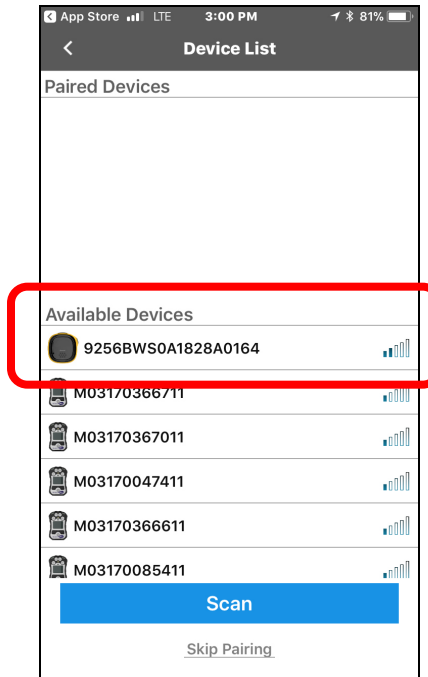 App Store LTE 3:00 PM 81%
Device List
Paired Devices
Available Devices
9256BWS0A1828A0164
M03170366711
M03170367011
M03170047411
M03170366611
M03170085411
Scan
Skip Pairing